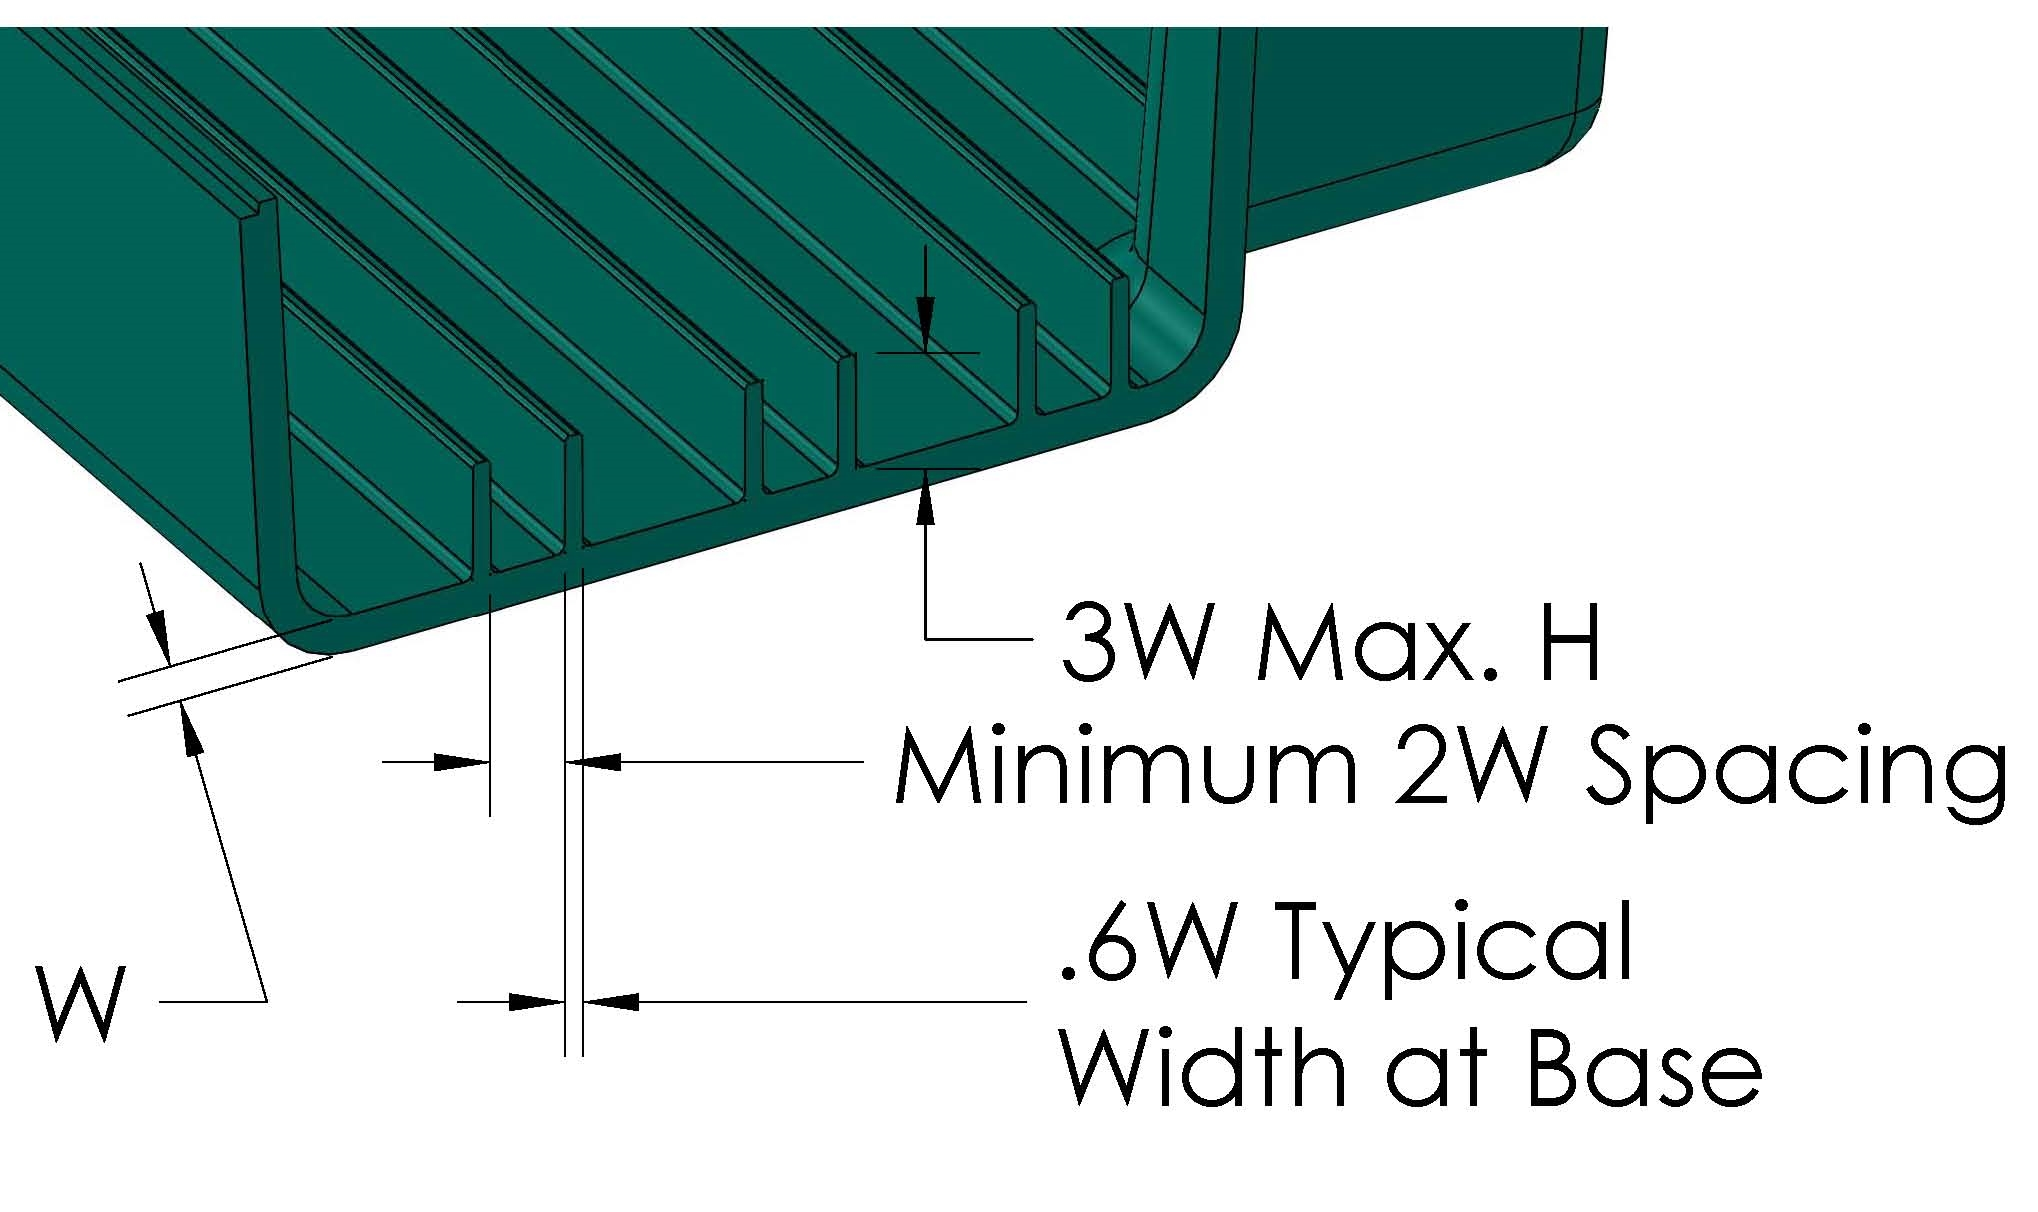 3W Max. H
Minimum 2W Spacing
.6W Typical
Width at Base
W